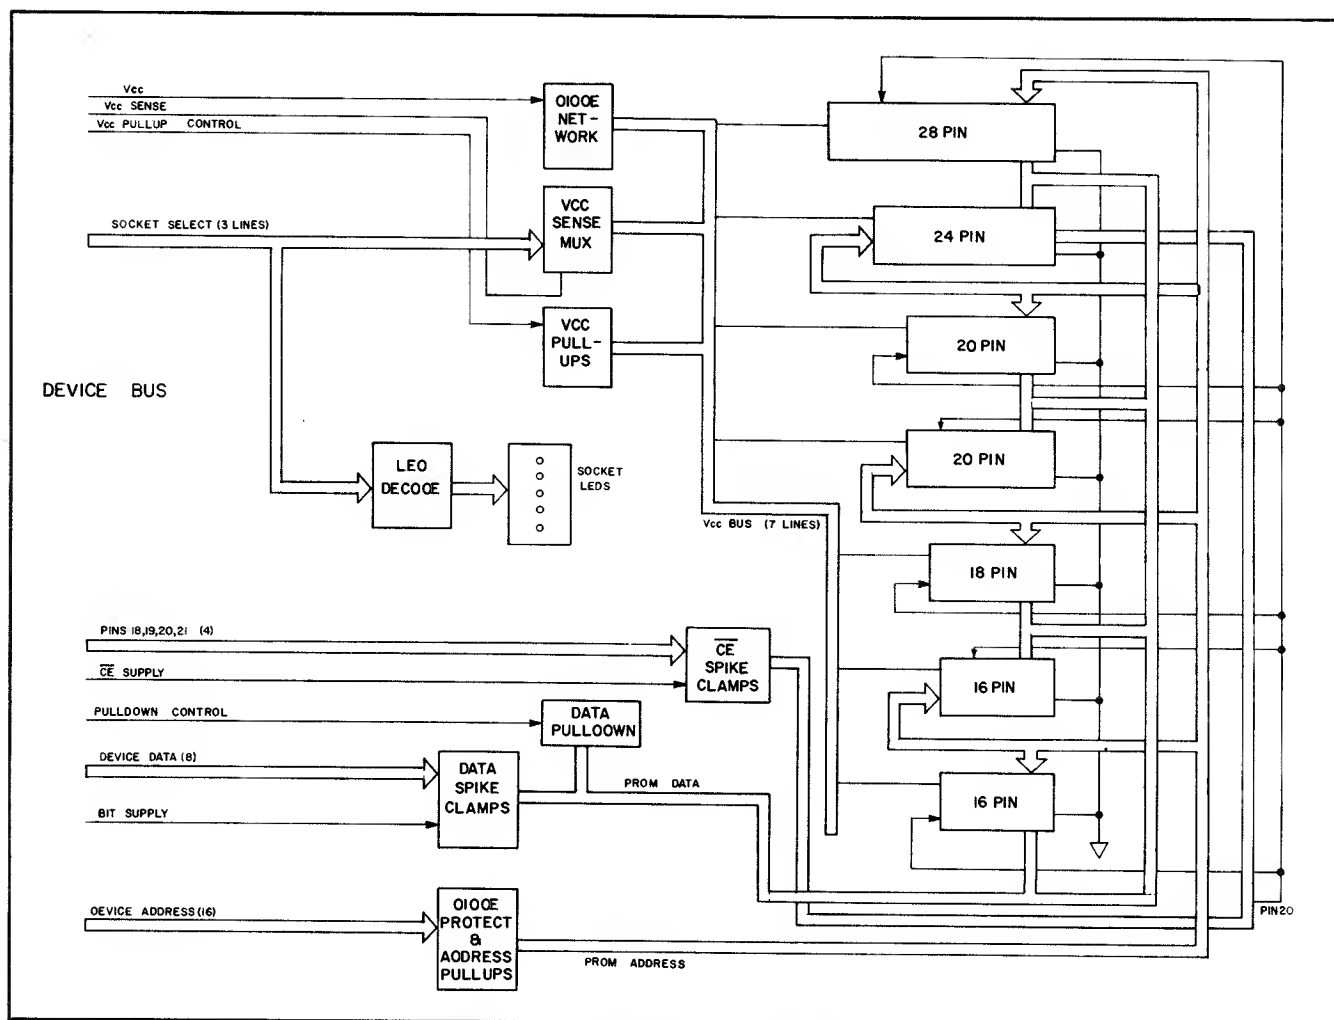 Vcc
Vcc SENSE
Vcc PULLUP CONTROL
OIOOE
NET-
WORK
28 PIN
SOCKET SELECT (3 LINES)
VCC
SENSE
MUX
24 PIN
VCC
PULL-
UPS
20 PIN
DEVICE BUS
LEO
DECOOE
SOCKET
LEDS
20 PIN
Vcc BUS (7 LINES)
18 PIN
PINS 18,19,20,21 (4)
CE SUPPLY
CE
SPIKE
CLAMPS
16 PIN
PULLDOWN CONTROL
DATA
PULLOOWN
DEVICE DATA (8)
DATA
SPIKE
CLAMPS
PROM DATA
16 PIN
BIT SUPPLY
OEVICE ADDRESS (16)
OIOOE
PROTECT
&
AODRESS
PULLUPS
PROM ADDRESS
PIN20